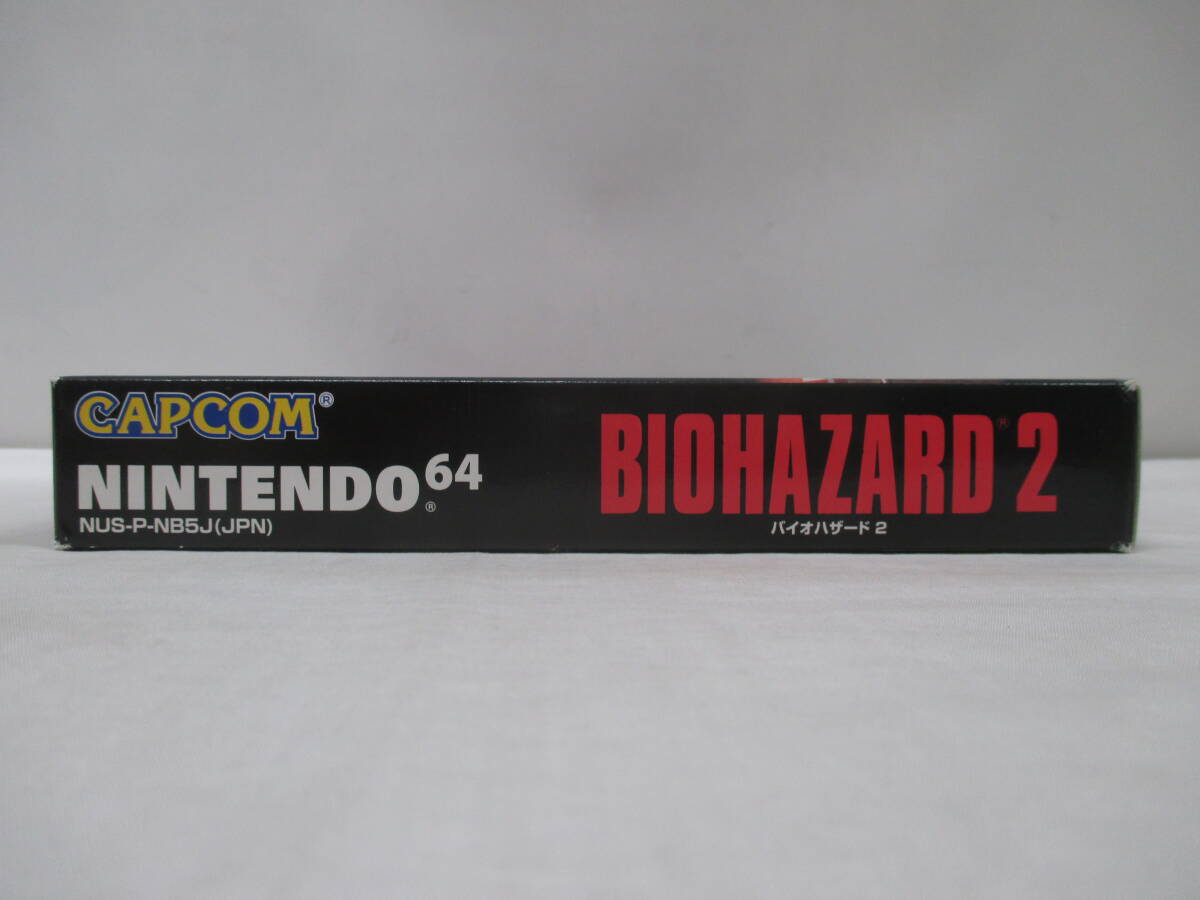 CAPCOM®
NINTENDO64®
NUS-P-NB5J(JPN)
BIOHAZARD® 2
バイオハザード 2